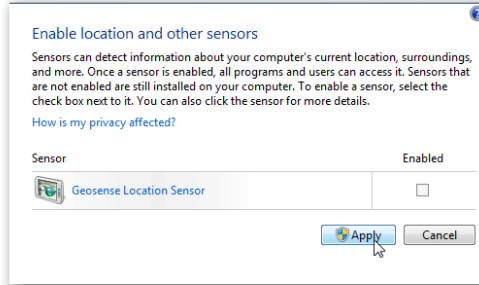 Enable location and other sensors
Sensors can detect information about your computer's current location, surroundings,
and more. Once a sensor is enabled, all programs and users can access it. Sensors that
are not enabled are still installed on your computer. To enable a sensor, select the
check box next to it. You can also click the sensor for more details.
How is my privacy affected?
Sensor Enabled
Geosense Location Sensor
Apply Cancel